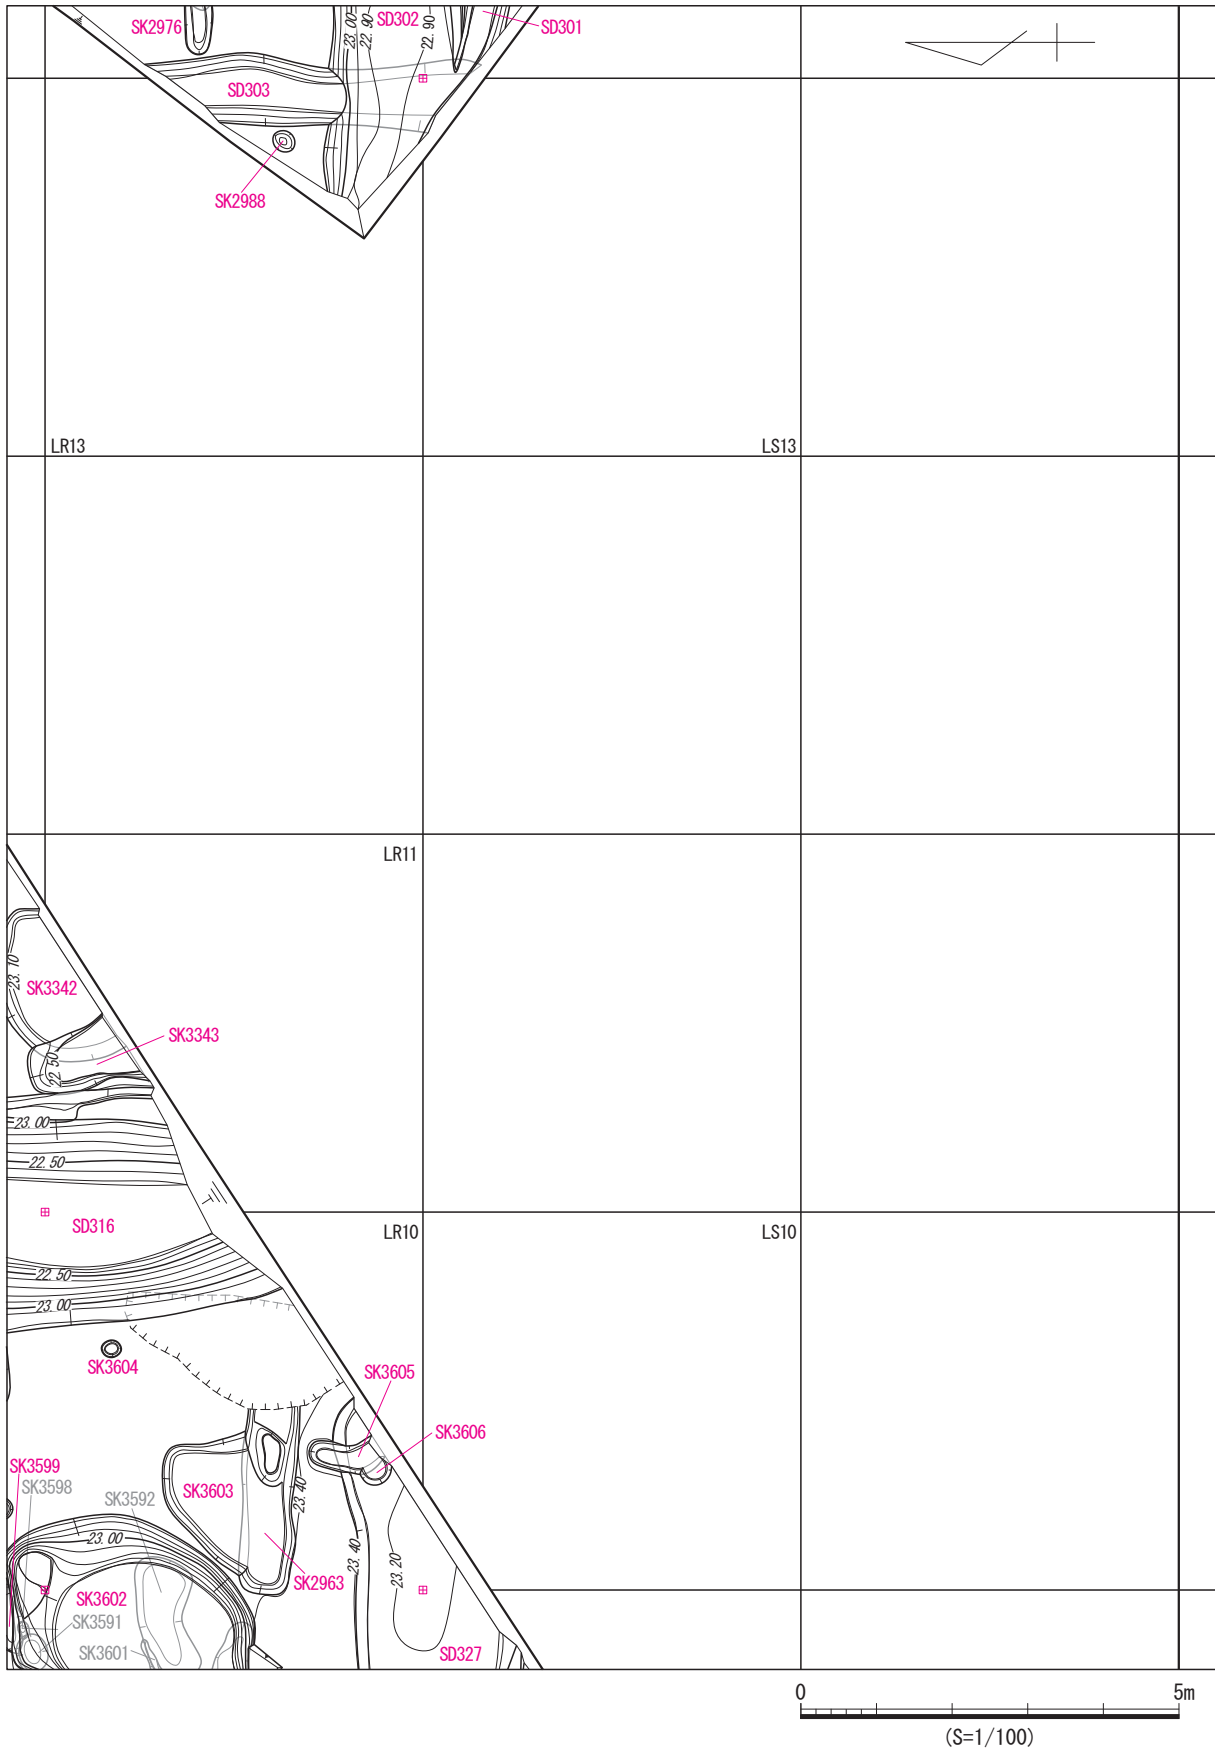 SK2976
SD302
SD301
23.00
22.90
22.90
SD303
SK2988
LR13
LS13
LR11
23.10
SK3342
SK3343
22.50
23.00
22.50
SD316
LR10
LS10
22.50
23.00
SK3604
SK3605
SK3606
SK3599
SK3598
SK3603
SK3592
23.40
23.00
23.40
23.20
SK2963
SK3602
SK3591
SK3601
SD327
0
5m
(S=1/100)